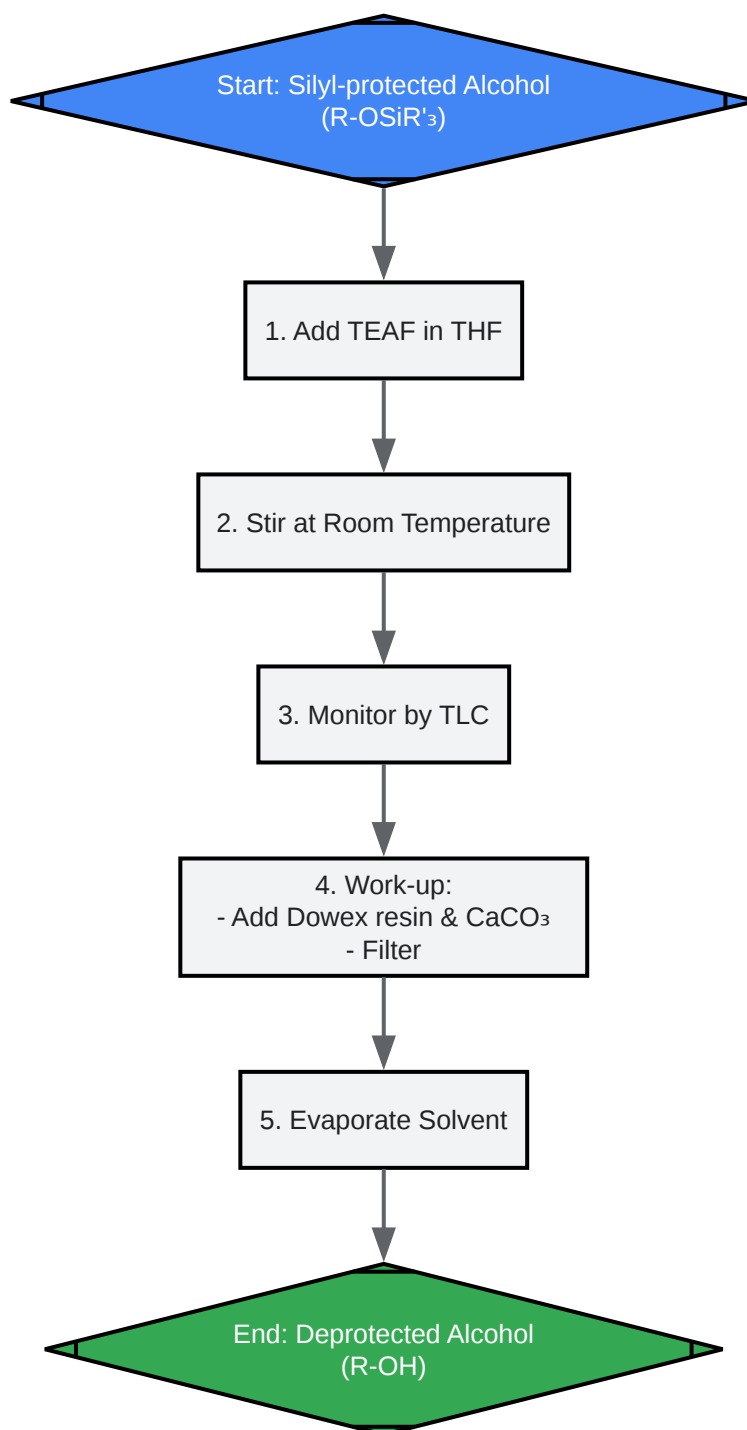 Start: Silyl-protected Alcohol
(R-OSiR'₃)
1. Add TEAF in THF
2. Stir at Room Temperature
3. Monitor by TLC
4. Work-up:
- Add Dowex resin & CaCO₃
- Filter
5. Evaporate Solvent
End: Deprotected Alcohol
(R-OH)